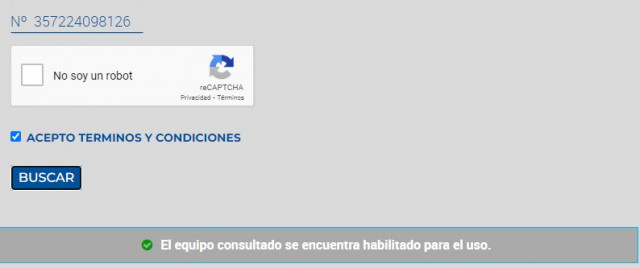 Nº 357224098126
No soy un robot
reCAPTCHA
Privacidad - Términos
ACEPTO TERMINOS Y CONDICIONES
BUSCAR
El equipo consultado se encuentra habilitado para el uso.